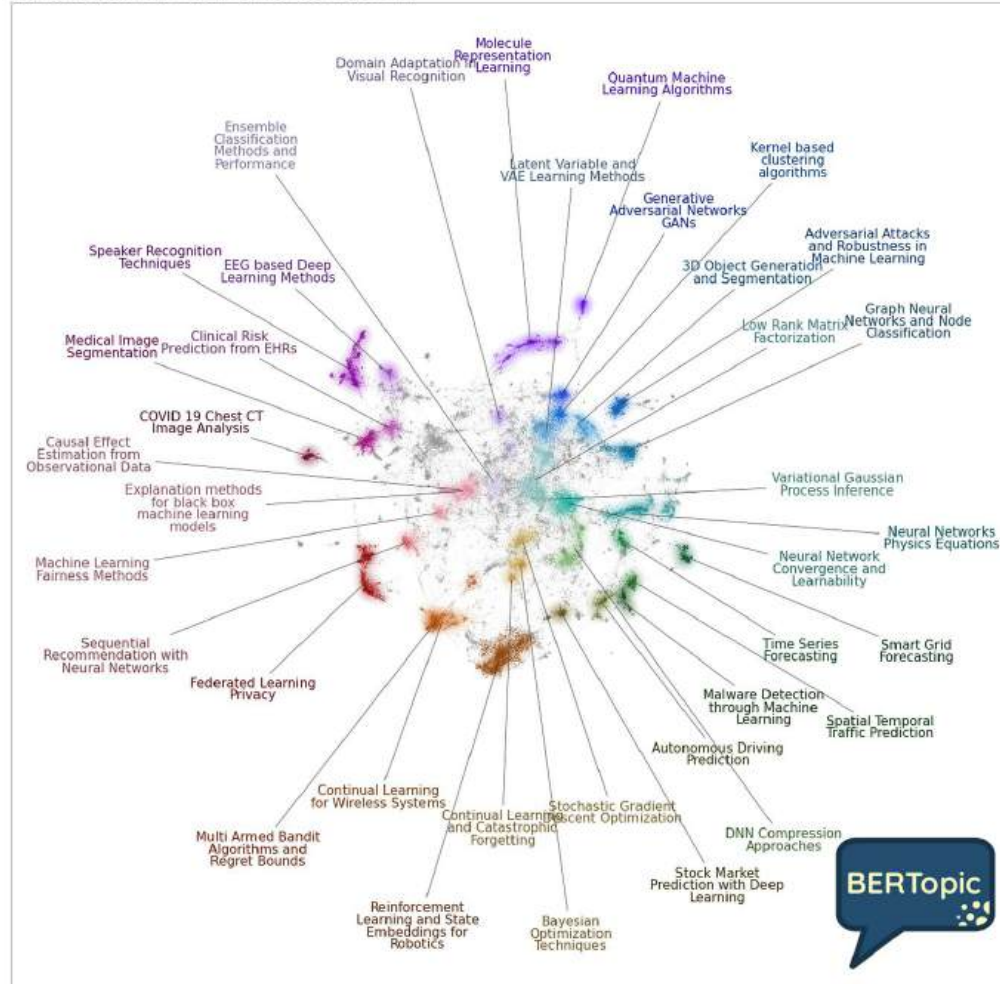 Molecule
Representation
Learning
Domain Adaptation in
Visual Recognition
Quantum Machine
Learning Algorithms
Ensemble
Classification
Methods and
Performance
Latent Variable and
VAE Learning Methods
Kernel based
clustering
algorithms
Generative
Adversarial Networks
GANs
Speaker Recognition
Techniques
EEG based Deep
Learning Methods
3D Object Generation
and Segmentation
Adversarial Attacks
and Robustness in
Machine Learning
Medical Image
Segmentation
Clinical Risk
Prediction from EHRs
Low Rank Matrix
Factorization
Graph Neural
Networks and Node
Classification
COVID 19 Chest CT
Image Analysis
Causal Effect
Estimation from
Observational Data
Explanation methods
for black box
machine learning
models
Variational Gaussian
Process Inference
Neural Networks
Physics Equations
Machine Learning
Fairness Methods
Neural Network
Convergence and
Learnability
Sequential
Recommendation with
Neural Networks
Time Series
Forecasting
Smart Grid
Forecasting
Federated Learning
Privacy
Malware Detection
through Machine
Learning
Spatial Temporal
Traffic Prediction
Autonomous Driving
Prediction
Continual Learning
for Wireless Systems
Continual Learning
and Catastrophic
Forgetting
Stochastic Gradient
Descent Optimization
Multi Armed Bandit
Algorithms and
Regret Bounds
DNN Compression
Approaches
Stock Market
Prediction with Deep
Learning
Reinforcement
Learning and State
Embeddings for
Robotics
Bayesian
Optimization
Techniques
BERTopic